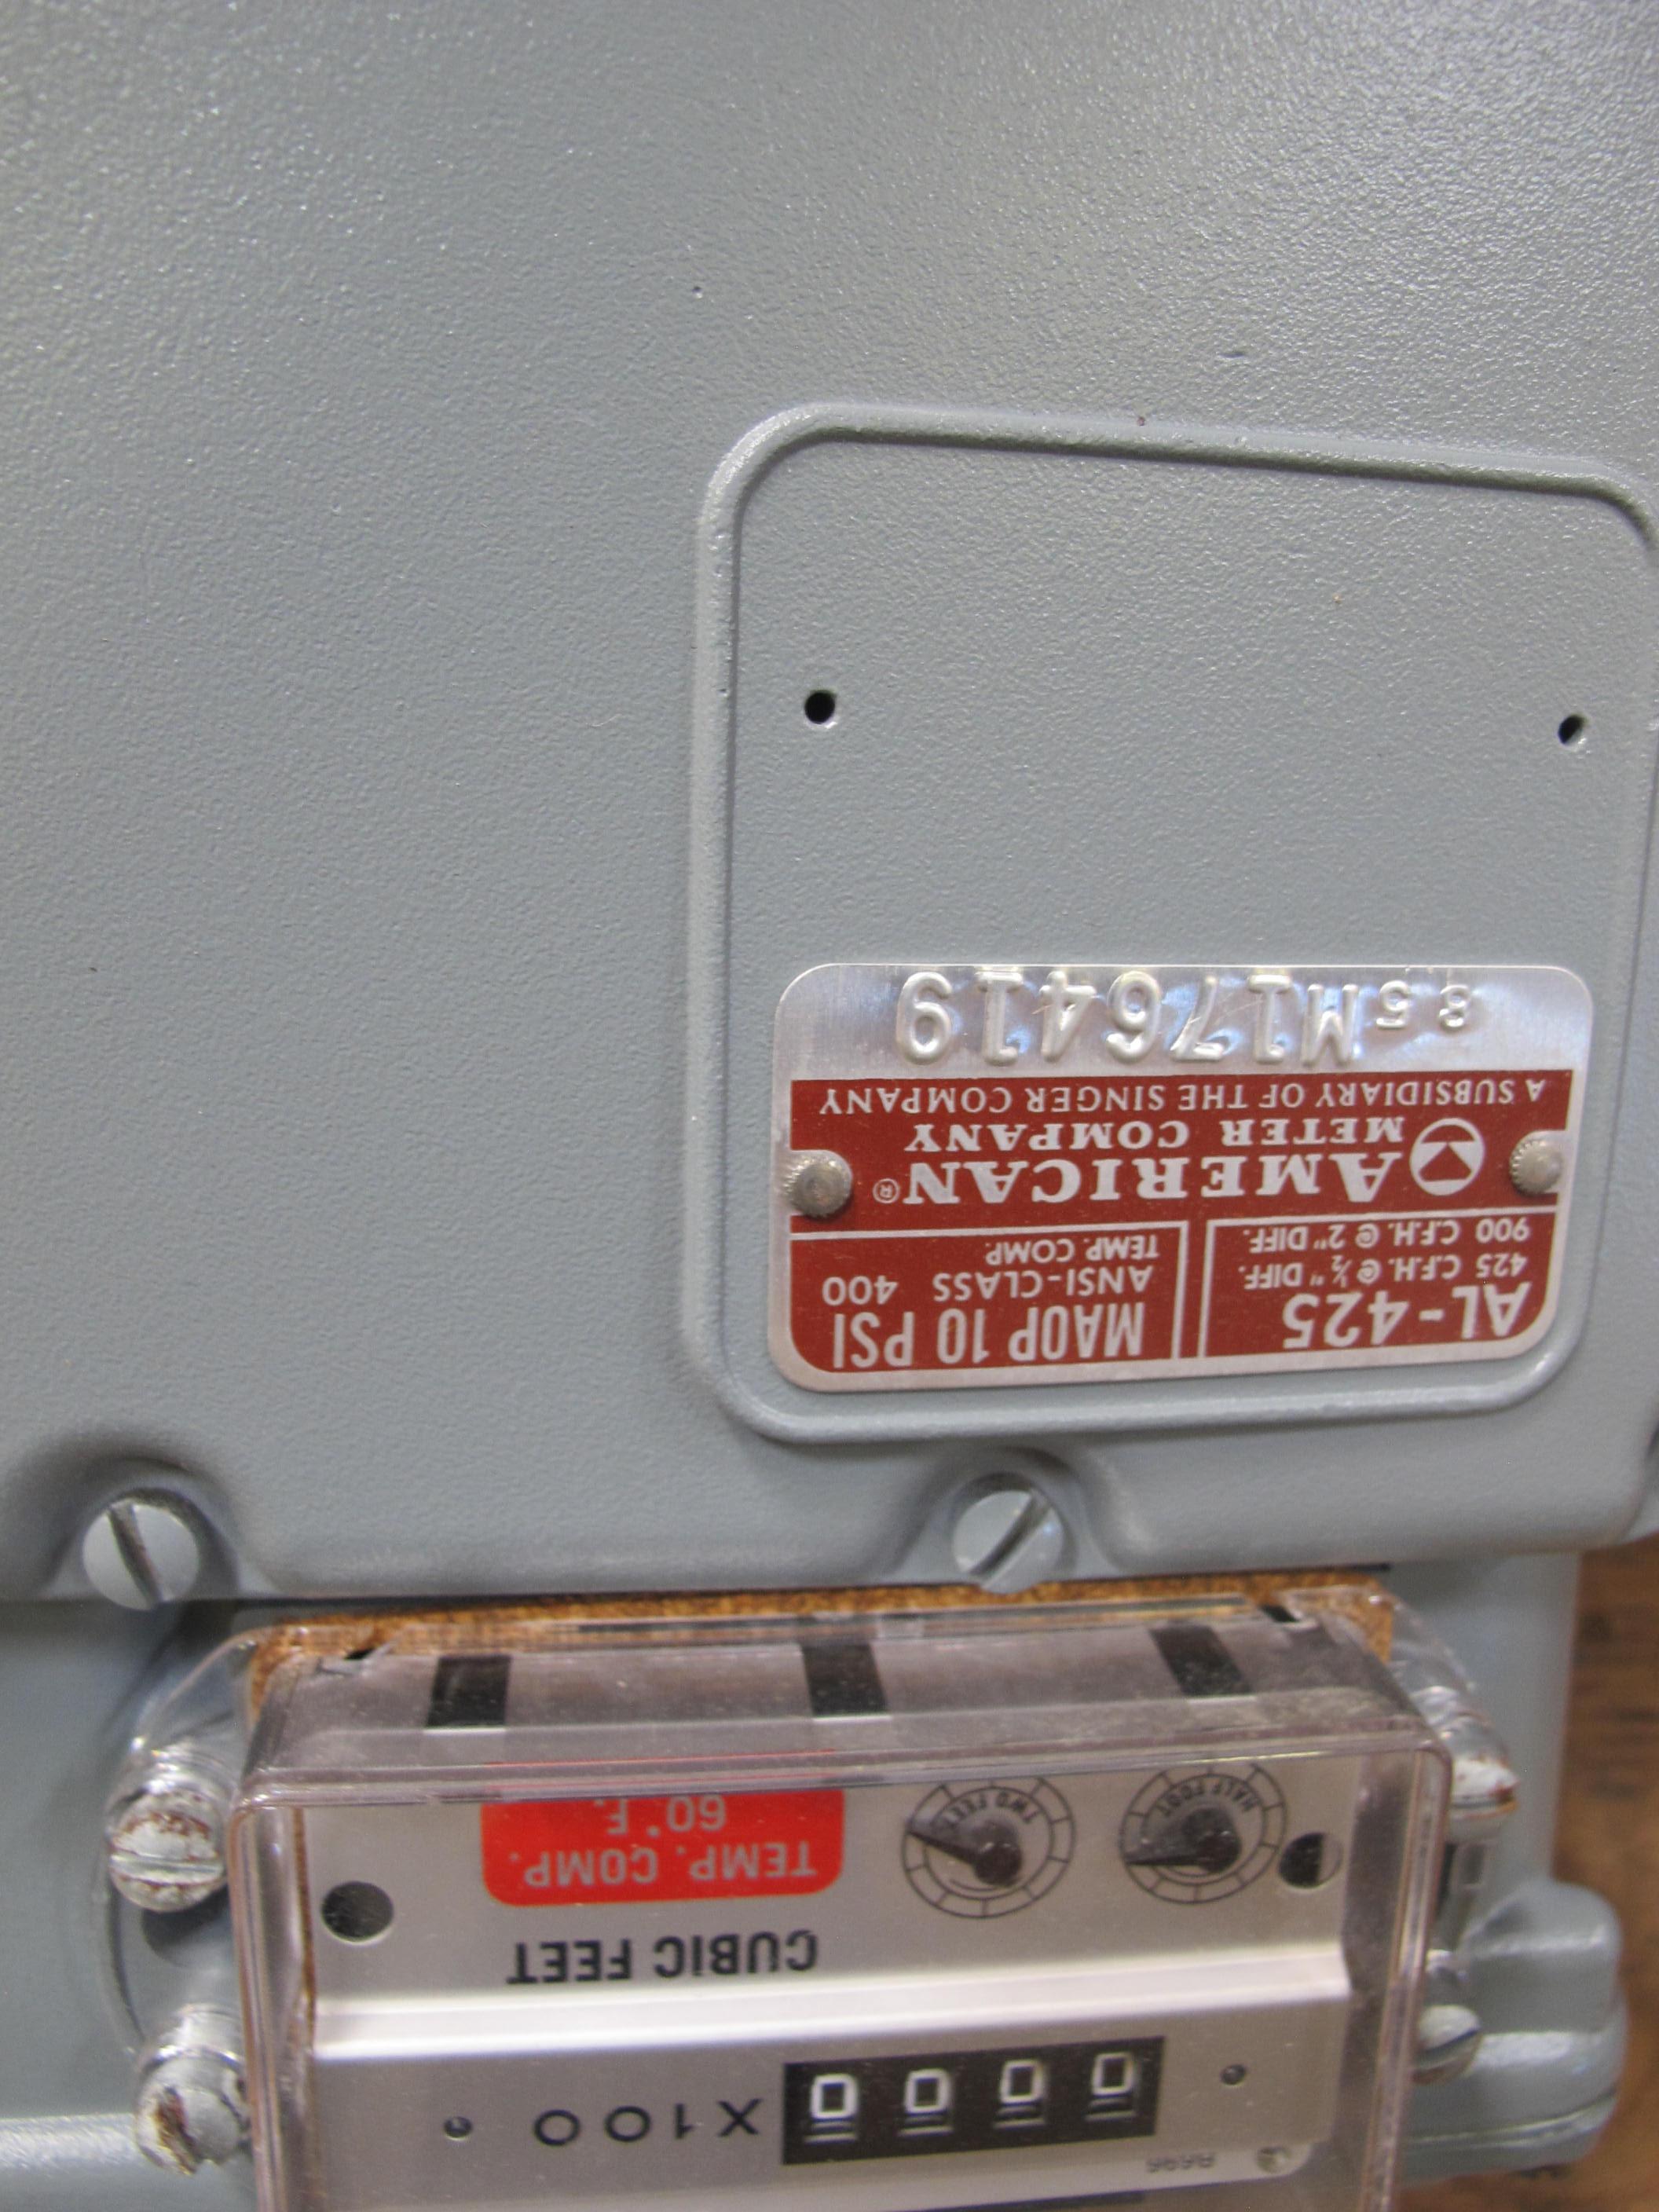 0000 X100
CUBIC FEET
HALF FOOT
TWO FEET
TEMP. COMP.
60°F.
AL-425
425 C.F.H. @ ½" DIFF.
900 C.F.H. @ 2" DIFF.
MAOP 10 PSI
ANSI-CLASS 400
TEMP. COMP.
AMERICAN®
METER COMPANY
A SUBSIDIARY OF THE SINGER COMPANY
85M176419